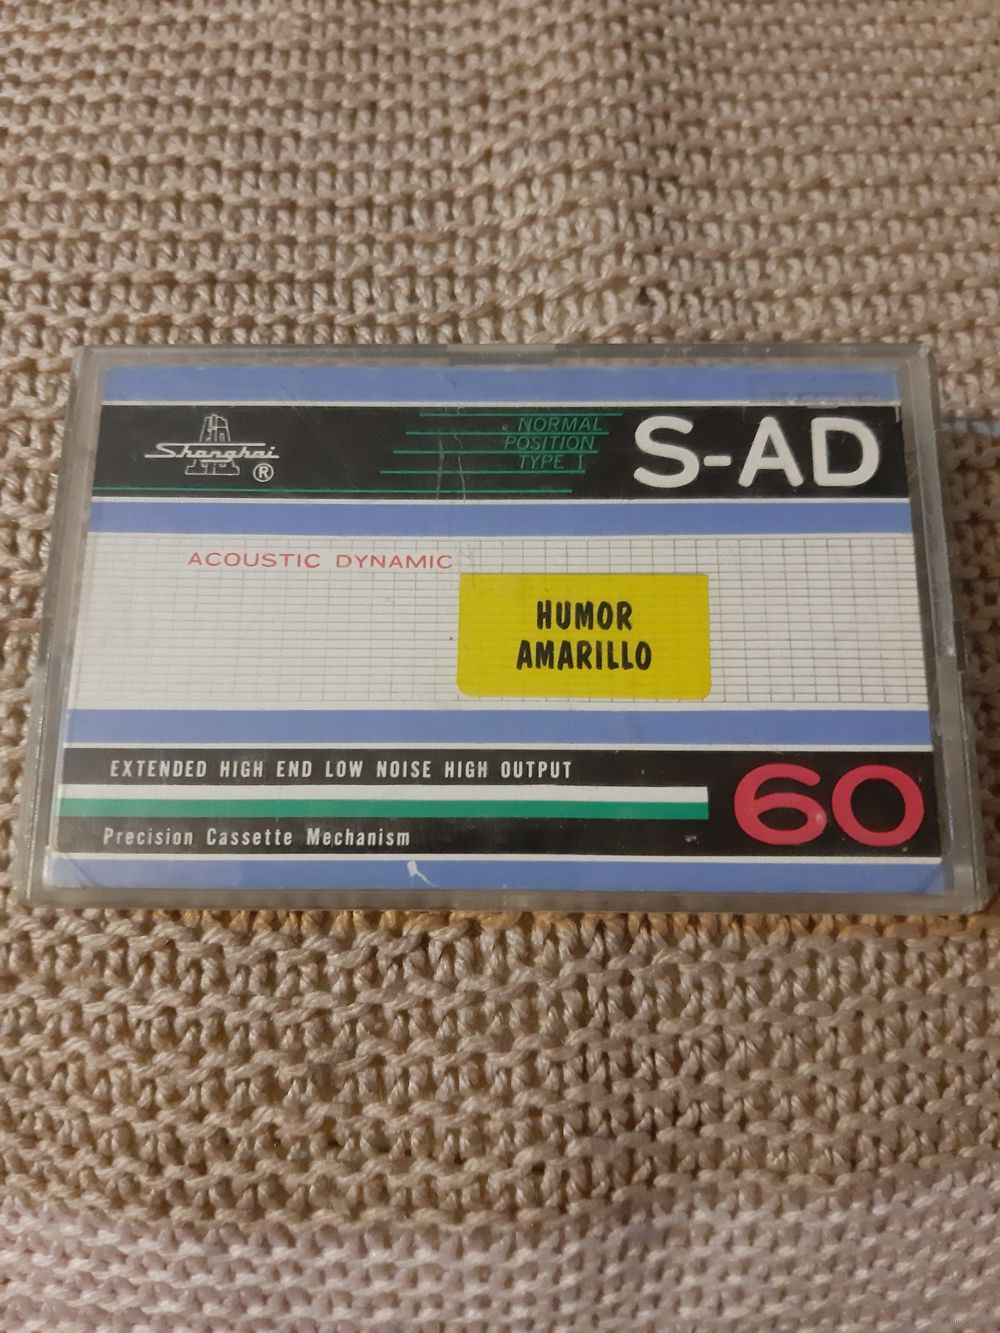 Shanghai
®
NORMAL
POSITION
TYPE I
S-AD
ACOUSTIC DYNAMIC
HUMOR
AMARILLO
EXTENDED HIGH END LOW NOISE HIGH OUTPUT
60
Precision Cassette Mechanism